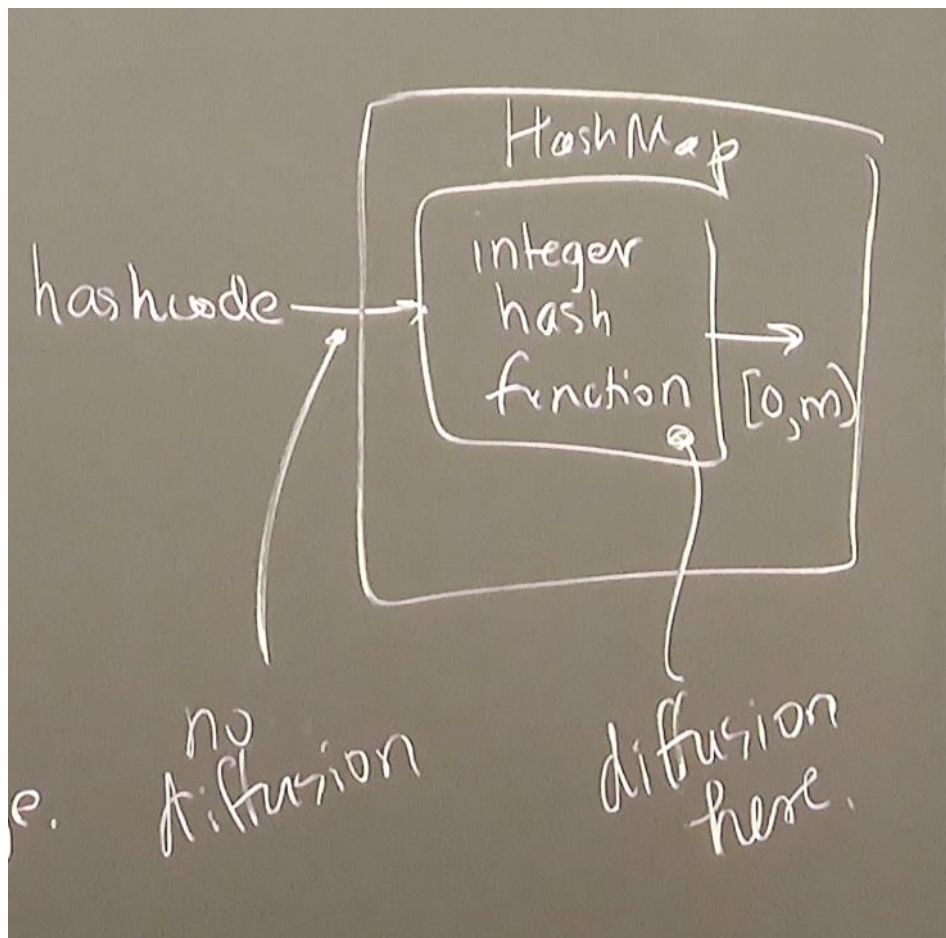 HashMap
hashcode
integer
hash
function
[0,m)
no
diffusion
diffusion
here.
e.